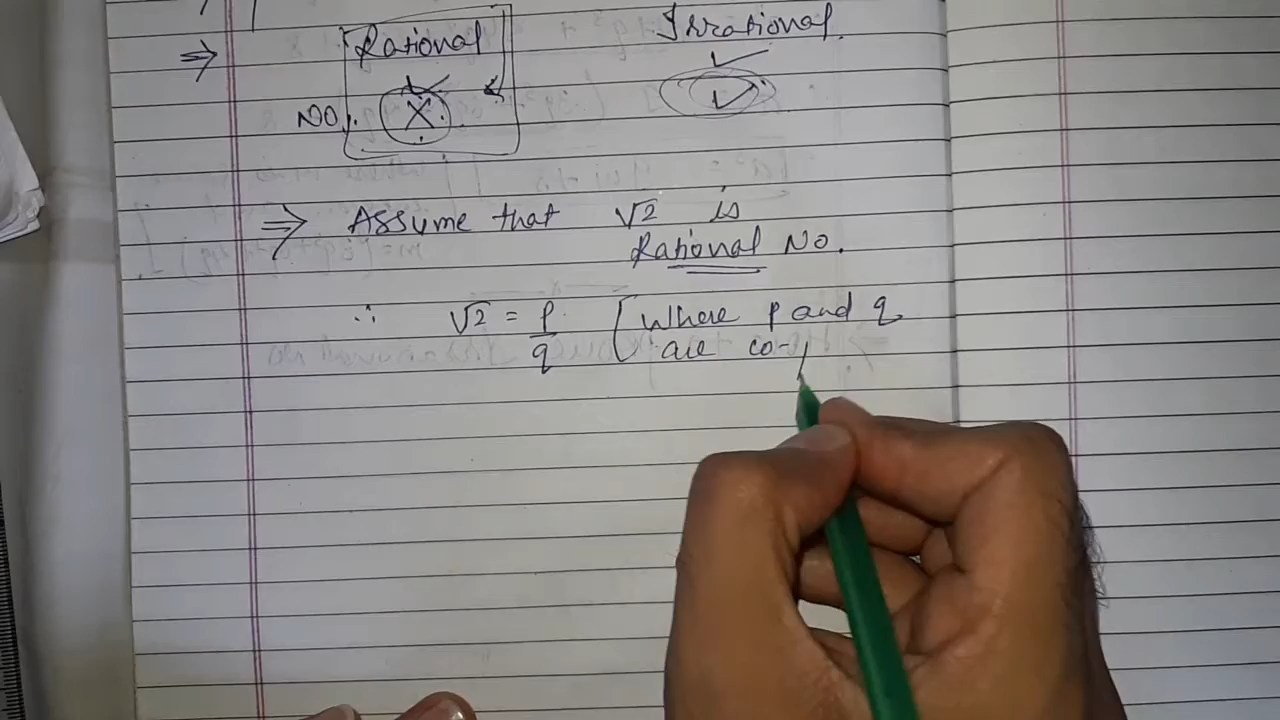 ⇒ Rational Irrational.
NO. X ✓
⇒ Assume that √2 is
Rational No.
∴ √2 = p/q [Where p and q
are co-p